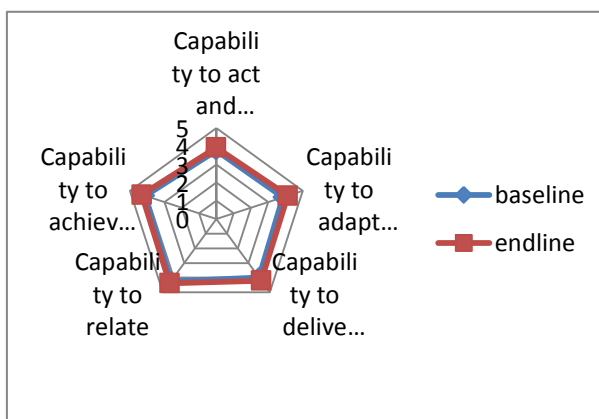 Capabili
ty to act
and...
5
4
3
2
1
0
Capabili
ty to
adapt...
Capabili
ty to
delive...
Capabili
ty to
relate
Capabili
ty to
achiev...
baseline
endline